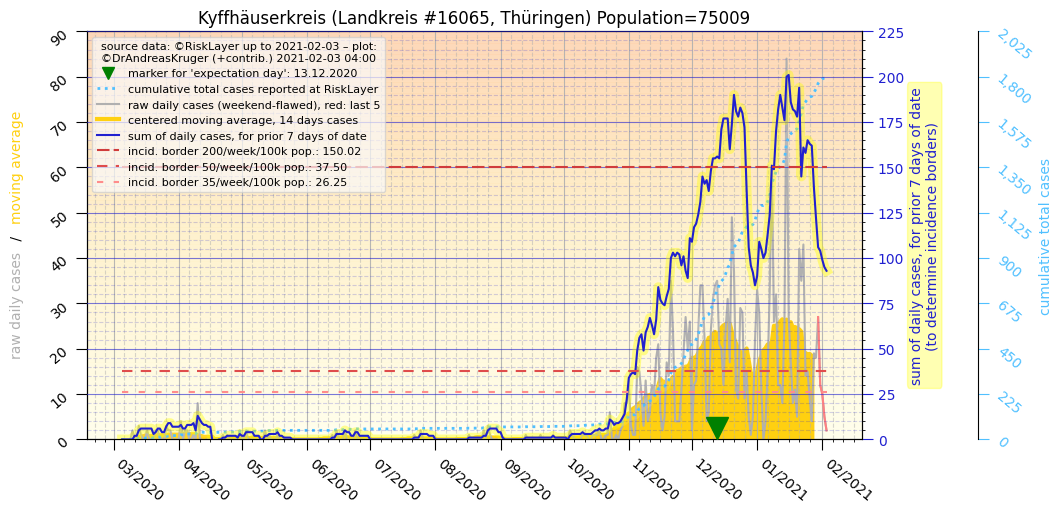 Kyffhäuserkreis (Landkreis #16065, Thüringen) Population=75009
source data: ©RiskLayer up to 2021-02-03 – plot:
©DrAndreasKruger (+contrib.) 2021-02-03 04:00
marker for 'expectation day': 13.12.2020
cumulative total cases reported at RiskLayer
raw daily cases (weekend-flawed), red: last 5
centered moving average, 14 days cases
sum of daily cases, for prior 7 days of date
incid. border 200/week/100k pop.: 150.02
incid. border 50/week/100k pop.: 37.50
incid. border 35/week/100k pop.: 26.25
raw daily cases / moving average
90
80
70
60
50
40
30
20
10
0
225
200
175
150
125
100
75
50
25
0
sum of daily cases, for prior 7 days of date
(to determine incidence borders)
2,025
1,800
1,575
1,350
1,125
900
675
450
225
0
cumulative total cases
03/2020
04/2020
05/2020
06/2020
07/2020
08/2020
09/2020
10/2020
11/2020
12/2020
01/2021
02/2021